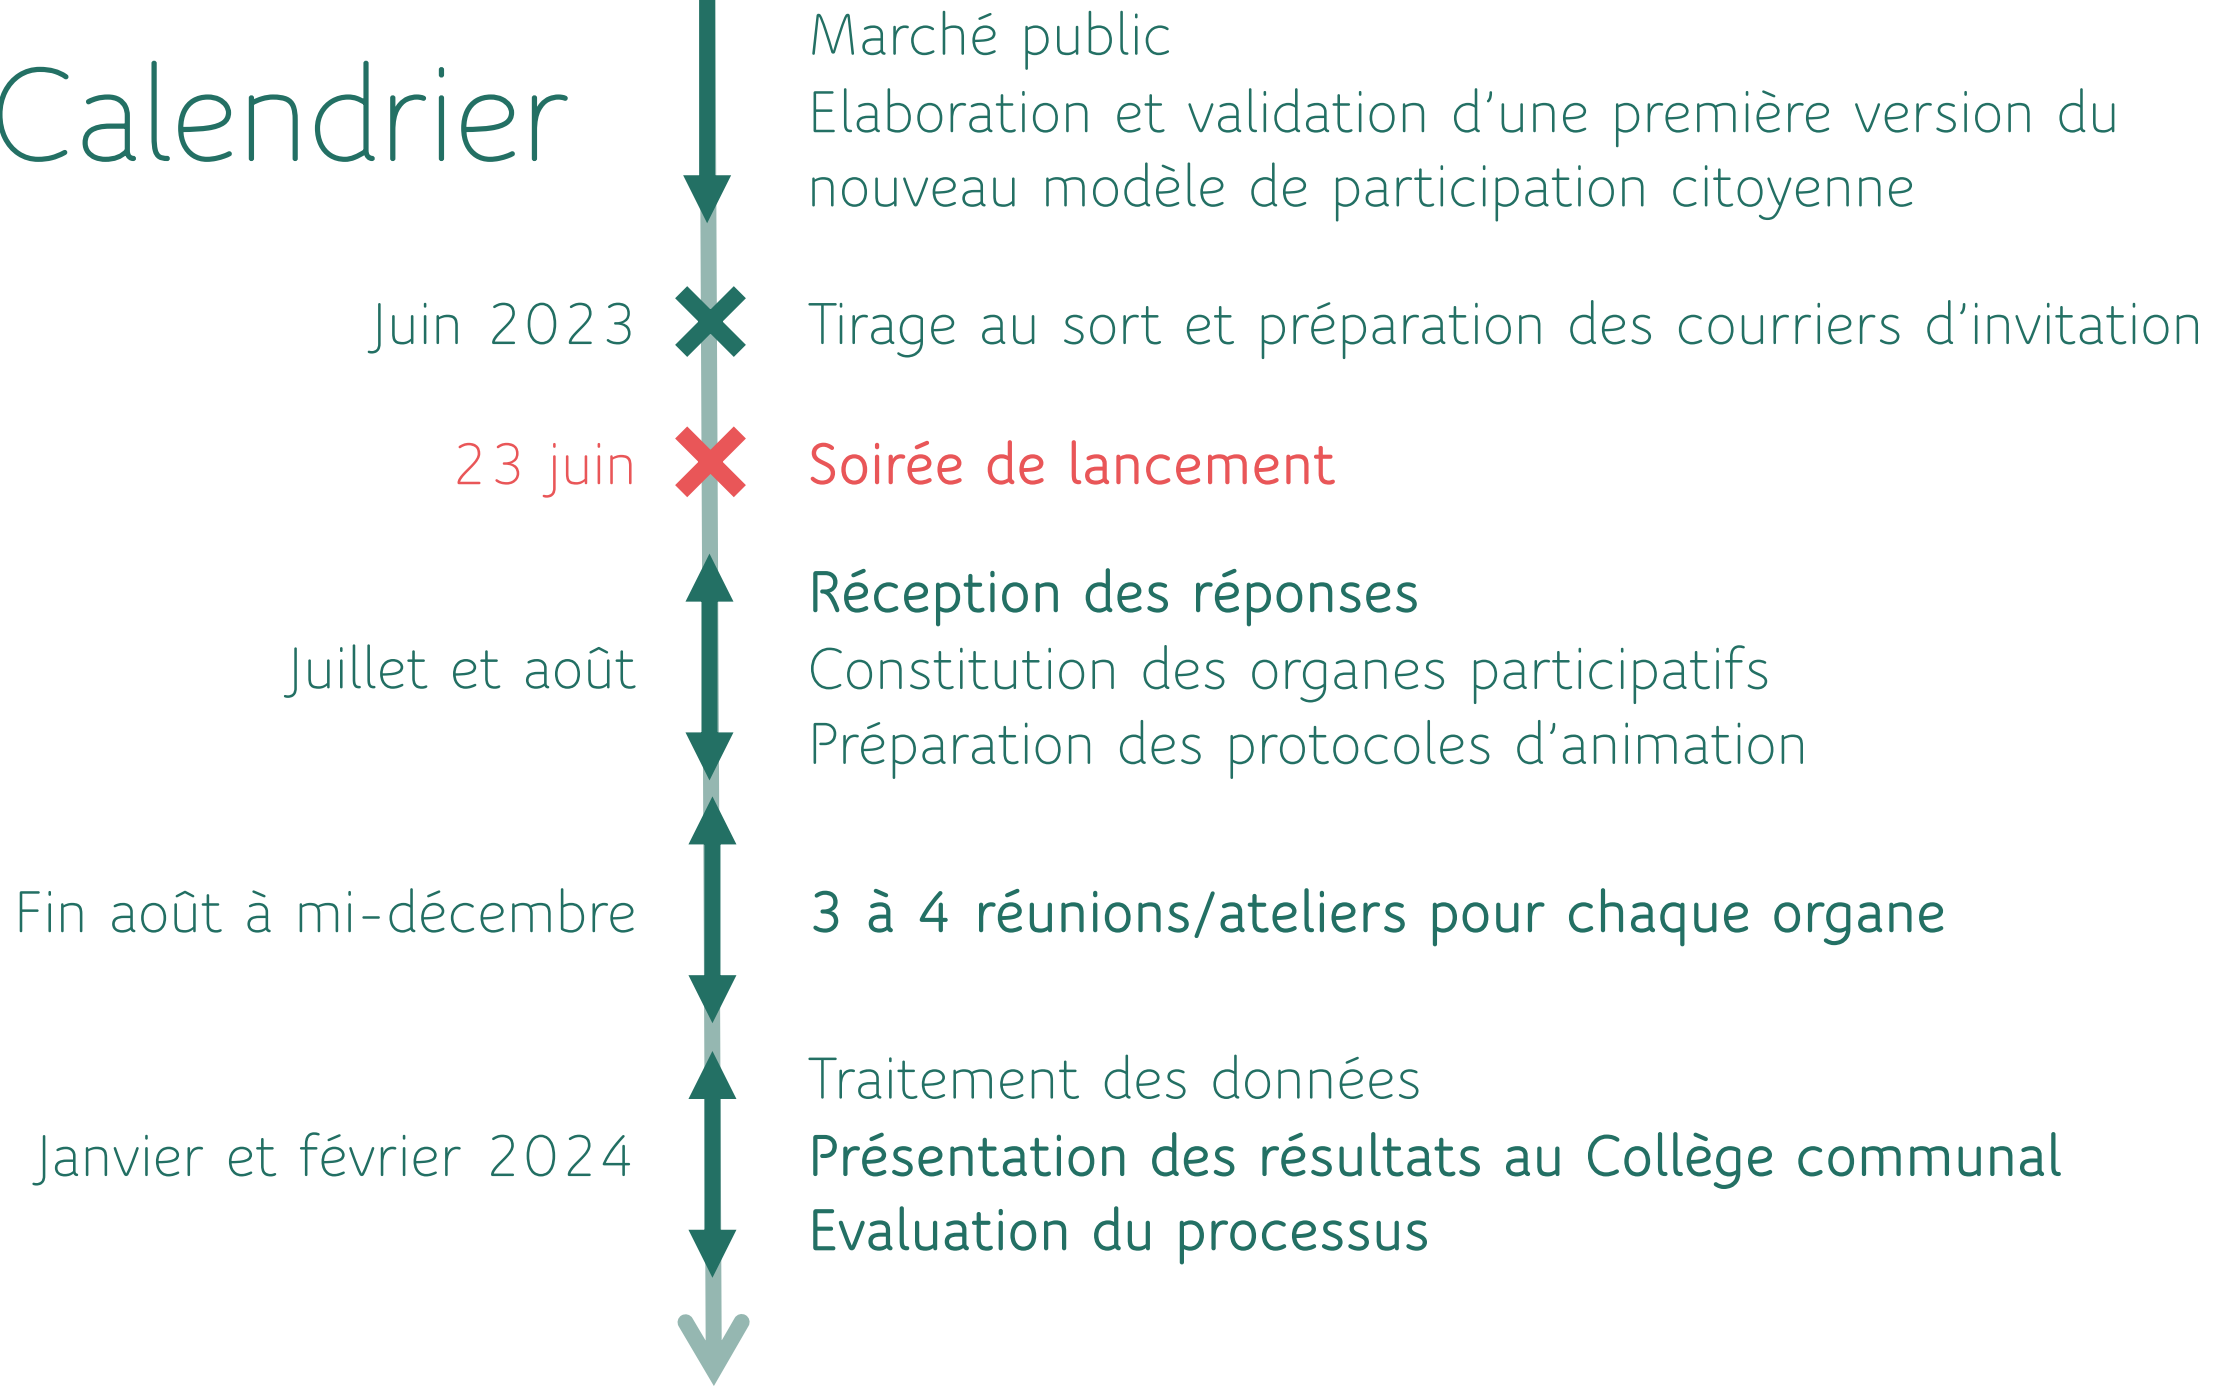 Calendrier
Marché public
Elaboration et validation d’une première version du
nouveau modèle de participation citoyenne
Juin 2023
Tirage au sort et préparation des courriers d’invitation
23 juin
Soirée de lancement
Juillet et août
Réception des réponses
Constitution des organes participatifs
Préparation des protocoles d’animation
Fin août à mi-décembre
3 à 4 réunions/ateliers pour chaque organe
Janvier et février 2024
Traitement des données
Présentation des résultats au Collège communal
Evaluation du processus